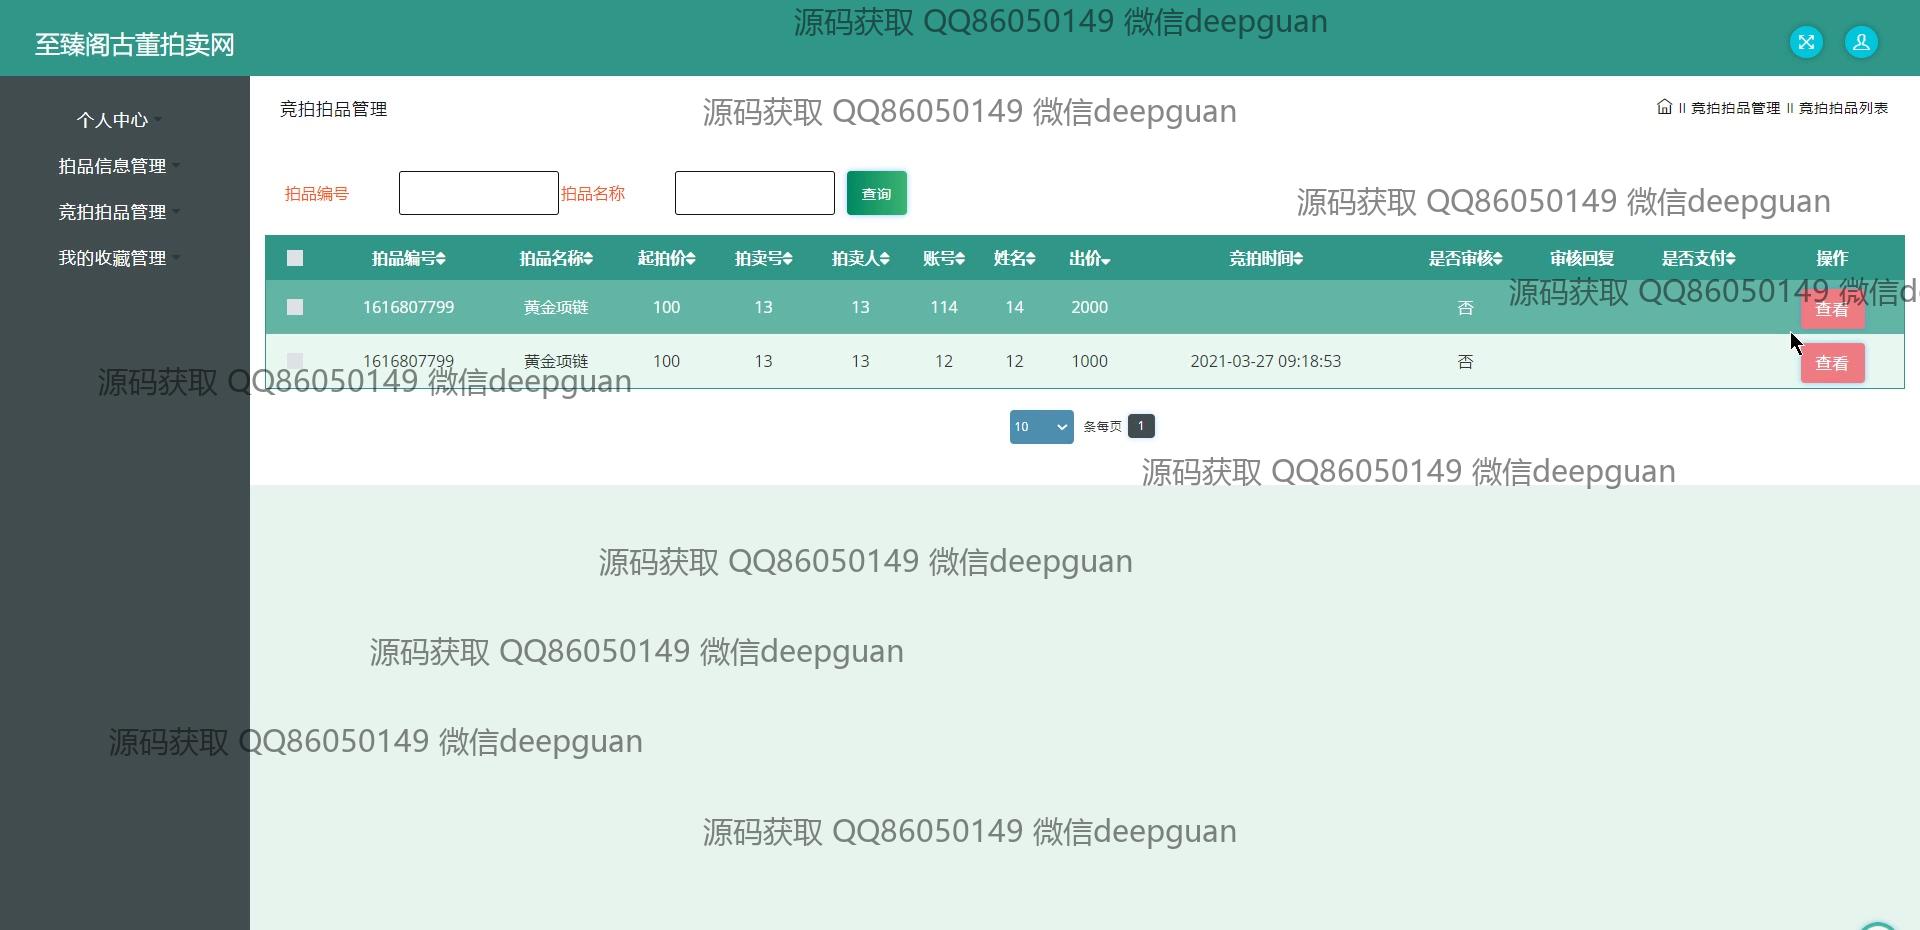 源码获取 QQ86050149 微信deepguan
至臻阁古董拍卖网
个人中心
拍品信息管理
竞拍拍品管理
我的收藏管理
竞拍拍品管理
源码获取 QQ86050149 微信deepguan
竞拍拍品管理 竞拍拍品列表
拍品编号 拍品名称 查询
源码获取 QQ86050149 微信deepguan
拍品编号 拍品名称 起拍价 拍卖号 拍卖人 账号 姓名 出价 竞拍时间 是否审核 审核回复 是否支付 操作
源码获取 QQ86050149 微信d
1616807799 黄金项链 100 13 13 114 14 2000 否 查看
1616807799 黄金项链 100 13 13 12 12 1000 2021-03-27 09:18:53 否 查看
源码获取 QQ86050149 微信deepguan
10 条每页 1
源码获取 QQ86050149 微信deepguan
源码获取 QQ86050149 微信deepguan
源码获取 QQ86050149 微信deepguan
源码获取 QQ86050149 微信deepguan
源码获取 QQ86050149 微信deepguan